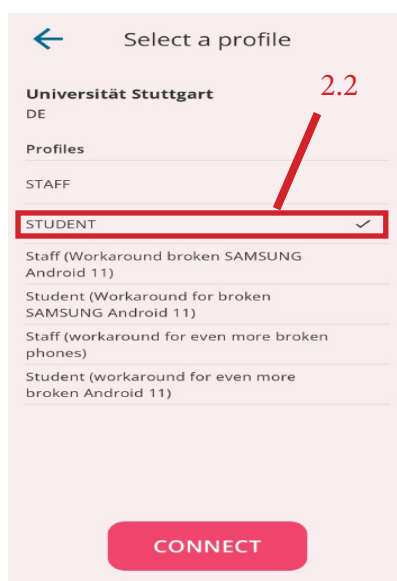 Select a profile
Universität Stuttgart
2.2
DE
Profiles
STAFF
STUDENT
Staff (Workaround broken SAMSUNG
Android 11)
Student (Workaround for broken
SAMSUNG Android 11)
Staff (workaround for even more broken
phones)
Student (workaround for even more
broken Android 11)
CONNECT